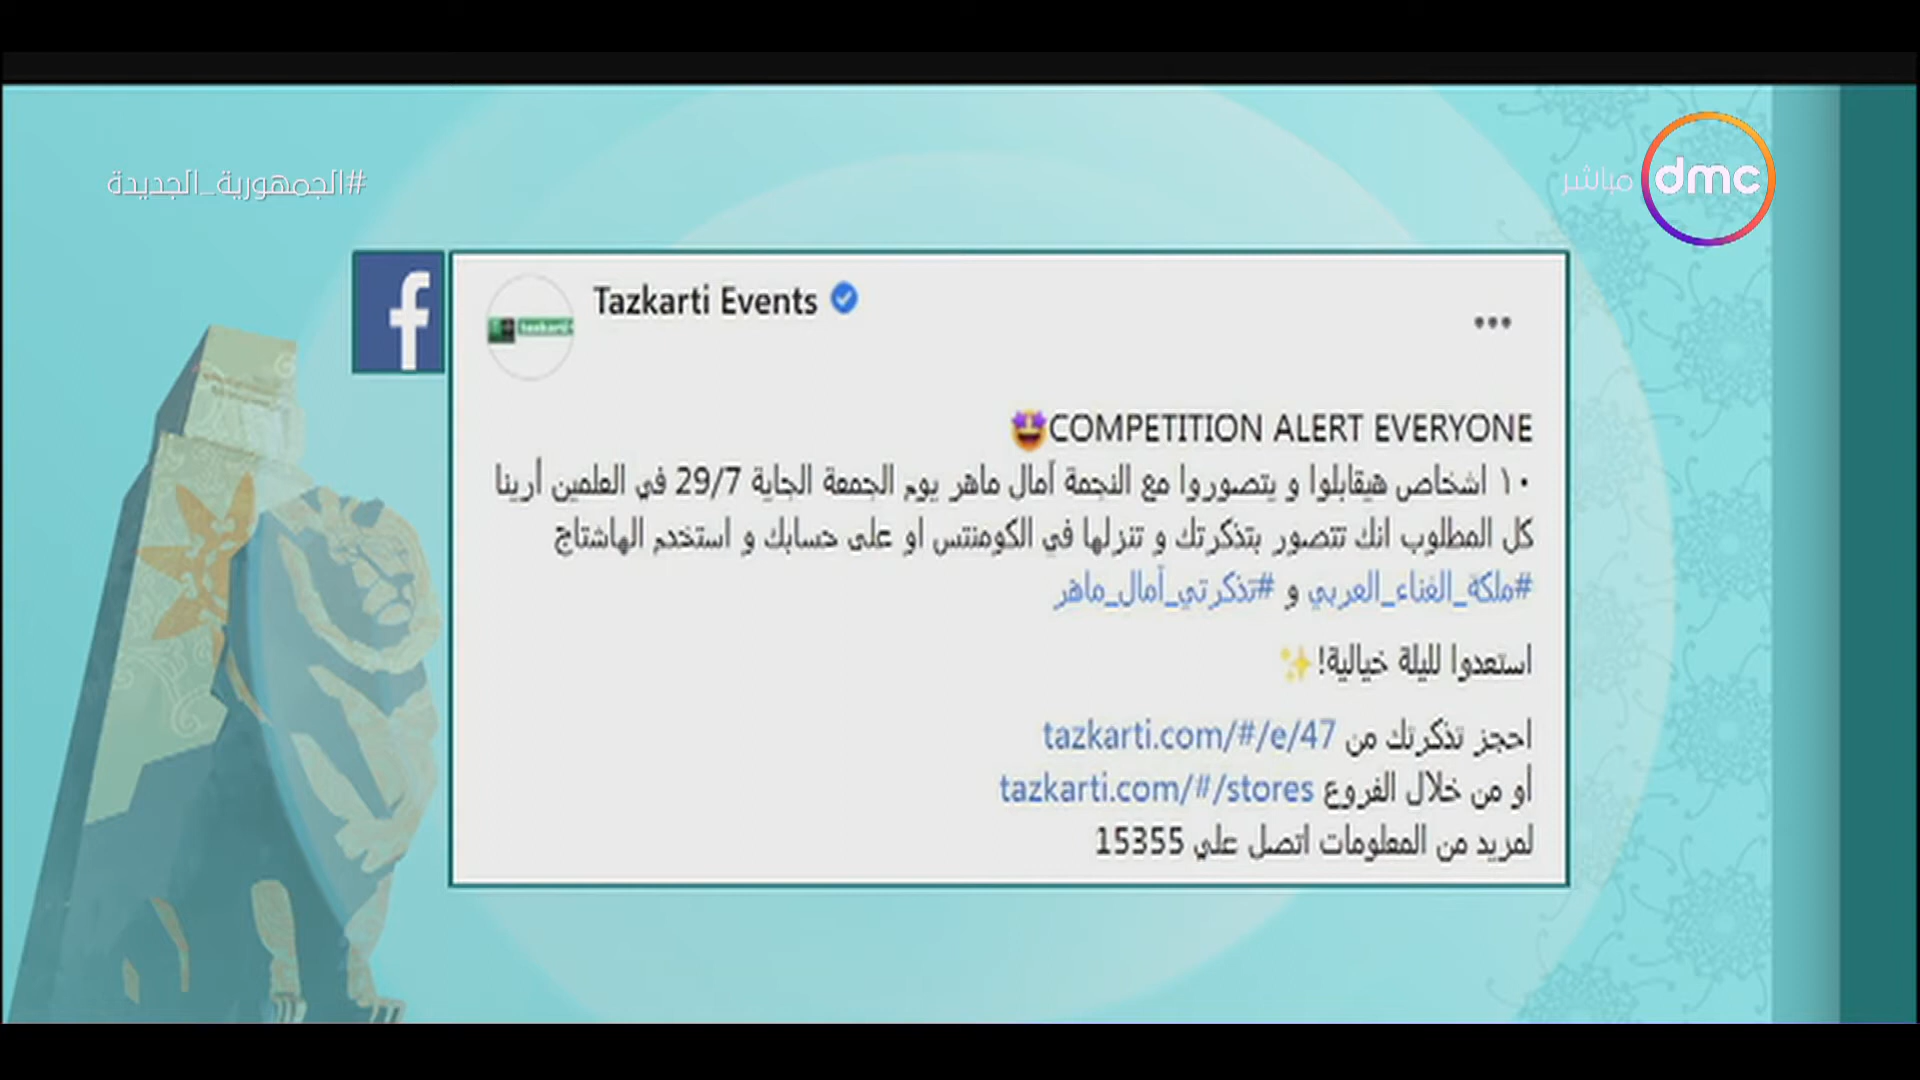 #الجمهورية_الجديدة
مباشر dmc
Tazkarti Events
tazkarti
COMPETITION ALERT EVERYONE🤩
١٠ اشخاص هيقابلوا و يتصوروا مع النجمة آمال ماهر يوم الجمعة الجاية 29/7 في العلمين أرينا
كل المطلوب انك تتصور بتذكرتك و تنزلها في الكومنتس او على حسابك و استخدم الهاشتاج
#ملكة_الغناء_العربي و #تذكرتي_آمال_ماهر
استعدوا لليلة خيالية!✨
احجز تذكرتك من tazkarti.com/#/e/47
أو من خلال الفروع tazkarti.com/#/stores
لمزيد من المعلومات اتصل علي 15355